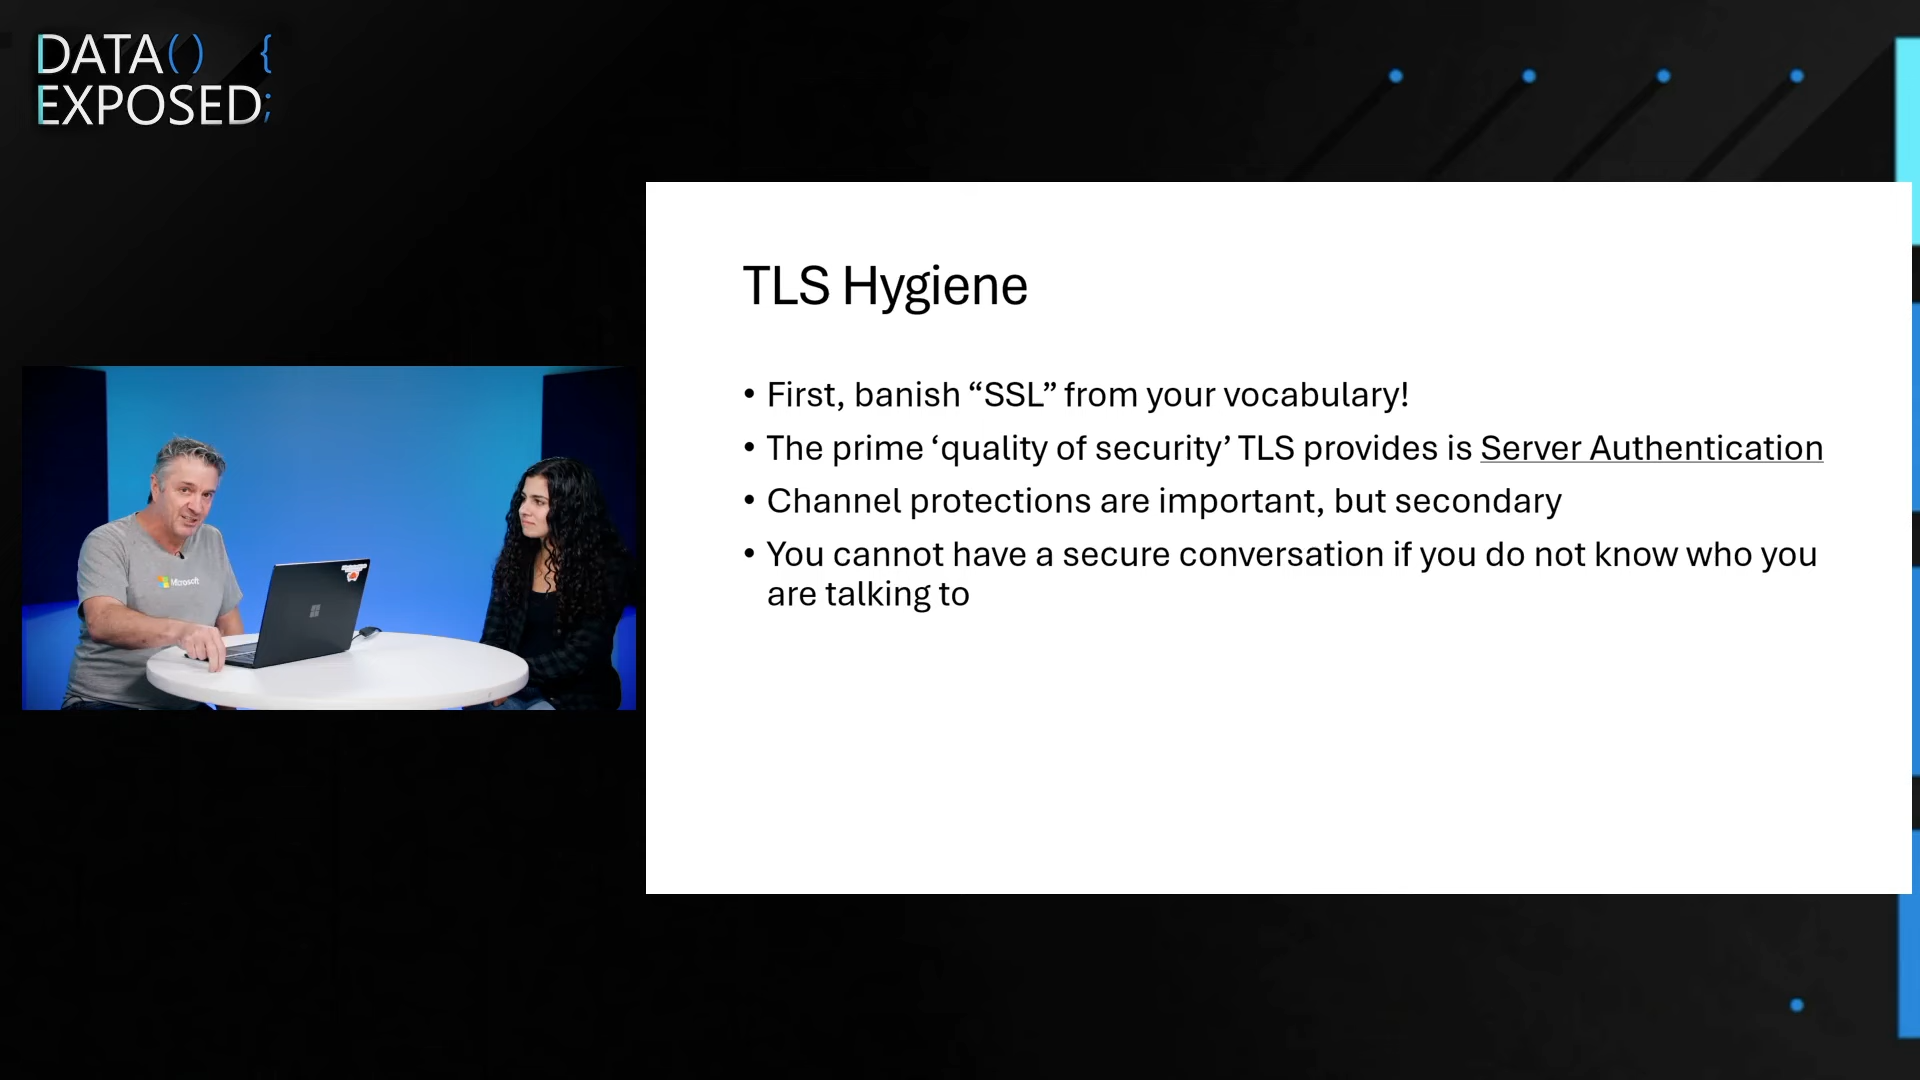 DATA() {
EXPOSED;
TLS Hygiene
• First, banish “SSL” from your vocabulary!
• The prime ‘quality of security’ TLS provides is Server Authentication
• Channel protections are important, but secondary
• You cannot have a secure conversation if you do not know who you
are talking to
Microsoft